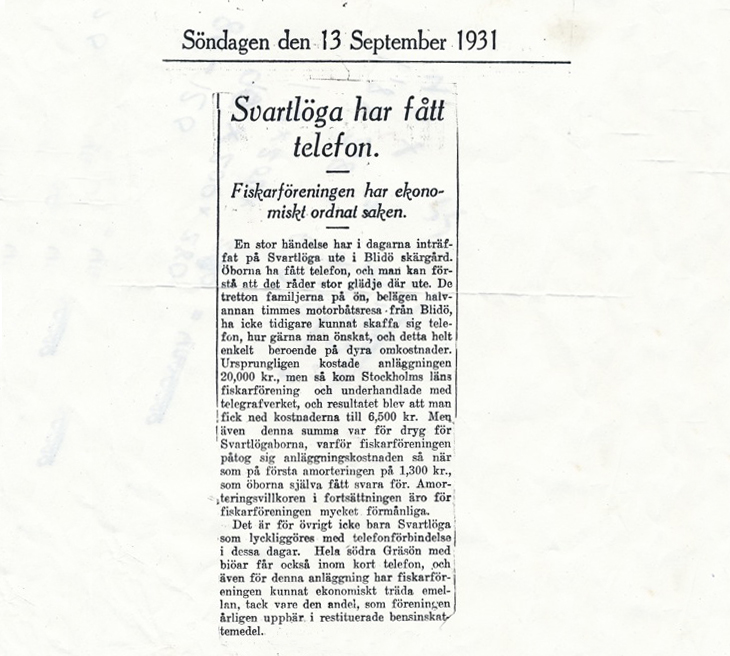 Söndagen den 13 September 1931
Svartlöga har fått
telefon.
Fiskarföreningen har ekono-
miskt ordnat saken.
En stor händelse har i dagarna inträf-
fat på Svartlöga ute i Blidö skärgård.
Öborna ha fått telefon, och man kan för-
stå att det råder stor glädje där ute. De
tretton familjerna på ön, belägen halv-
annan timmes motorbåtsresa från Blidö,
ha icke tidigare kunnat skaffa sig tele-
fon, hur gärna man önskat, och detta helt
enkelt beroende på dyra omkostnader.
Ursprungligen kostade anläggningen
20,000 kr., men så kom Stockholms läns
fiskarförening och underhandlade med
telegrafverket, och resultatet blev att man
fick ned kostnaderna till 6,500 kr. Men
även denna summa var för dryg för
Svartlögaborna, varför fiskarföreningen
påtog sig anläggningskostnaden så när
som på första amorteringen på 1,300 kr.,
som öborna själva fått svara för. Amor-
teringsvillkoren i fortsättningen äro för
fiskarföreningen mycket förmånliga.
Det är för övrigt icke bara Svartlöga
som lyckliggöres med telefonförbindelse
i dessa dagar. Hela södra Gräsön med
biöar får också inom kort telefon, och
även för denna anläggning har fiskarför-
eningen kunnat ekonomiskt träda emel-
lan, tack vare den andel, som föreningen
årligen uppbär i restituerade bensinskat-
temedel.